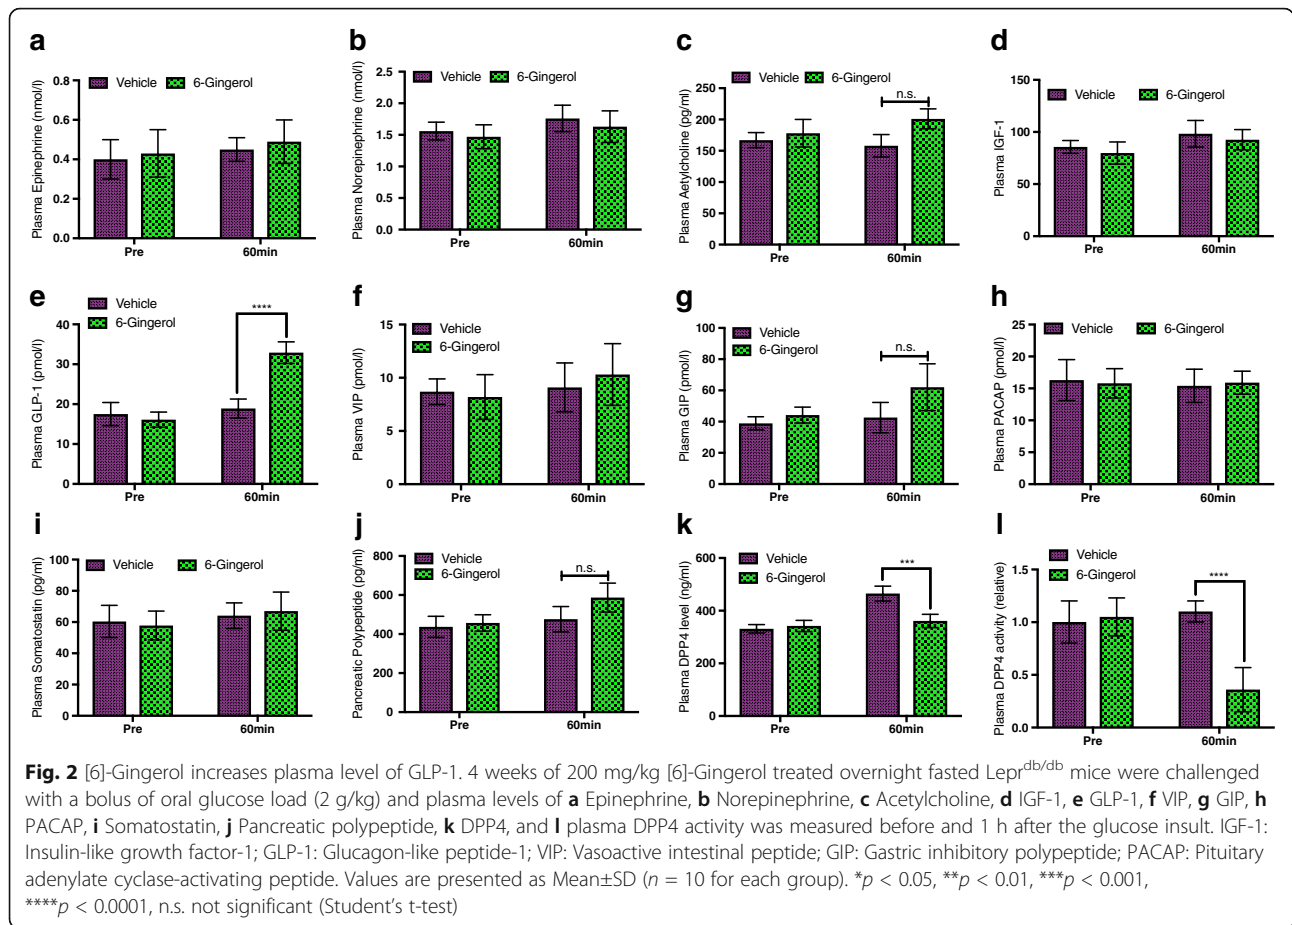 a
Vehicle
6-Gingerol
Plasma Epinephrine (nmol/l)
0.8
0.6
0.4
0.2
0.0
Pre
60min
b
Vehicle
6-Gingerol
Plasma Norepinephrine (nmol/l)
2.5
2.0
1.5
1.0
0.5
0.0
Pre
60min
c
Vehicle
6-Gingerol
n.s.
Plasma Aetylcholine (pg/ml)
250
200
150
100
50
0
Pre
60min
d
Vehicle
6-Gingerol
Plasma IGF-1
150
100
50
0
Pre
60min
e
Vehicle
6-Gingerol
****
Plasma GLP-1 (pmol/l)
40
30
20
10
0
Pre
60min
f
Vehicle
6-Gingerol
Plasma VIP (pmol/l)
15
10
5
0
Pre
60min
g
Vehicle
6-Gingerol
n.s.
Plasma GIP (pmol/l)
100
80
60
40
20
0
Pre
60min
h
Vehicle
6-Gingerol
Plasma PACAP (pmol/l)
25
20
15
10
5
0
Pre
60min
i
Vehicle
6-Gingerol
Plasma Somatostatin (pg/ml)
100
80
60
40
20
0
Pre
60min
j
Vehicle
6-Gingerol
n.s.
Pancreatic Polypeptide (pg/ml)
800
600
400
200
0
Pre
60min
k
Vehicle
6-Gingerol
***
Plasma DPP4 level (ng/ml)
600
400
200
0
Pre
60min
l
Vehicle
6-Gingerol
****
Plasma DPP4 activity (relative)
1.5
1.0
0.5
0.0
Pre
60min
Fig. 2 [6]-Gingerol increases plasma level of GLP-1. 4 weeks of 200 mg/kg [6]-Gingerol treated overnight fasted Lepr^db/db mice were challenged
with a bolus of oral glucose load (2 g/kg) and plasma levels of a Epinephrine, b Norepinephrine, c Acetylcholine, d IGF-1, e GLP-1, f VIP, g GIP, h
PACAP, i Somatostatin, j Pancreatic polypeptide, k DPP4, and l plasma DPP4 activity was measured before and 1 h after the glucose insult. IGF-1:
Insulin-like growth factor-1; GLP-1: Glucagon-like peptide-1; VIP: Vasoactive intestinal peptide; GIP: Gastric inhibitory polypeptide; PACAP: Pituitary
adenylate cyclase-activating peptide. Values are presented as Mean±SD (n = 10 for each group). *p < 0.05, **p < 0.01, ***p < 0.001,
****p < 0.0001, n.s. not significant (Student's t-test)